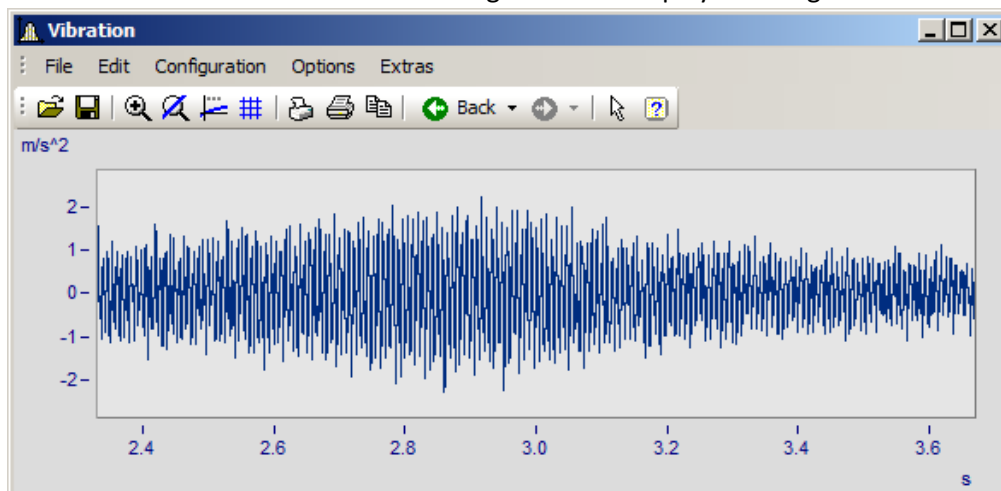 Vibration
File Edit Configuration Options Extras
Back
m/s^2
2
1
0
-1
-2
2.4 2.6 2.8 3.0 3.2 3.4 3.6
s